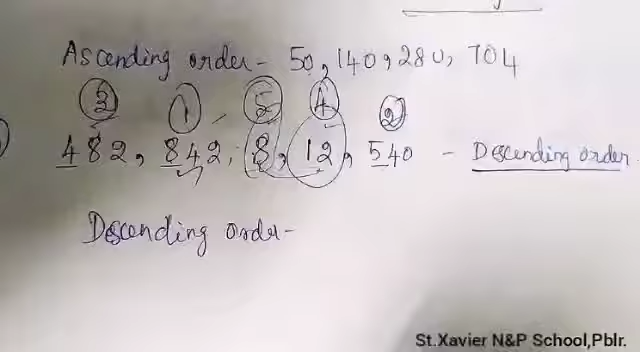 Ascending order - 50, 140, 280, 704
3 1 5 4 2
482, 842, 8, 12, 540 - Descending order
Descending order -
St.Xavier N&P School,Pblr.